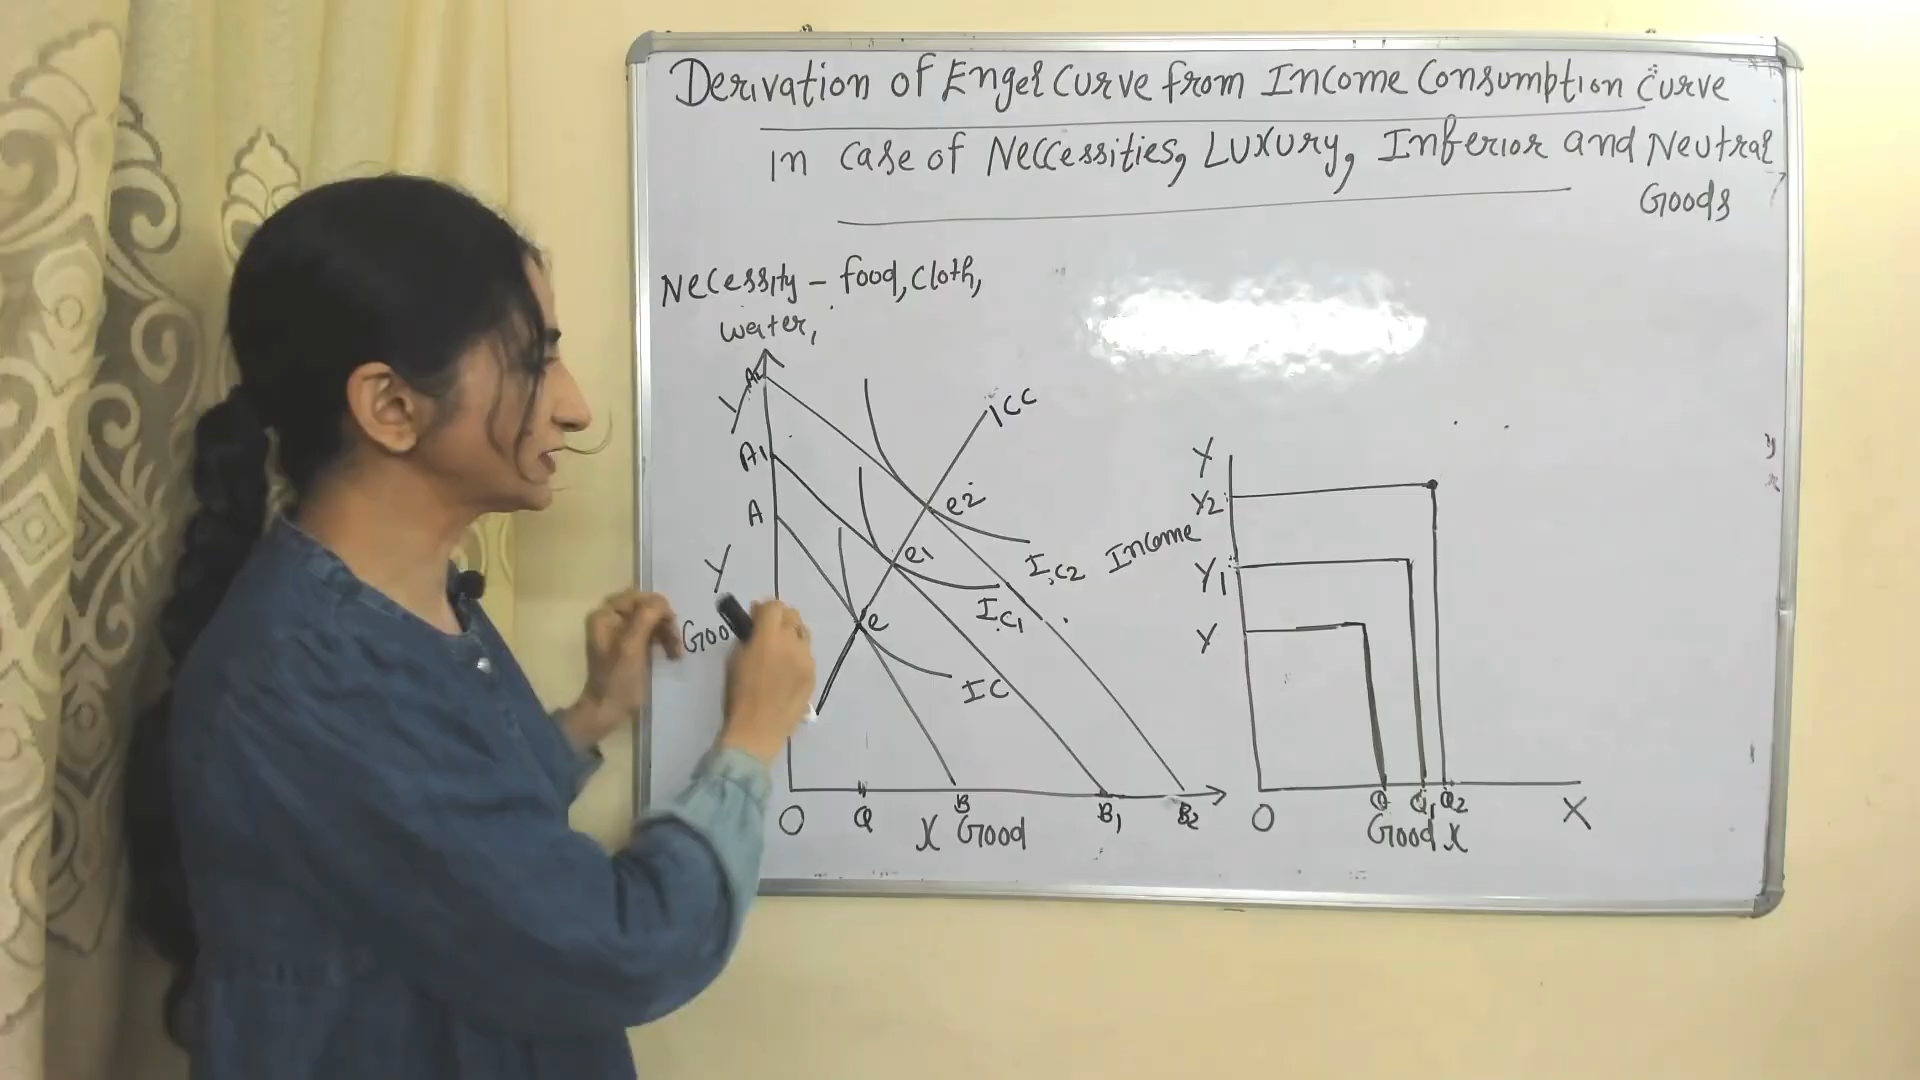 Derivation of Engel Curve from Income Consumption Curve
in case of Neccessities, Luxury, Inferior and Neutral
Goods
Necessity - food, cloth,
water,
A2
Y
ICC
A1
e2
A
e1
IC2
Y
IC1
e
IC
O
Q
B
B1
B2
X Good
Y
Y2
Income
Y1
Y
O
Q
Q1
Q2
Good X
X